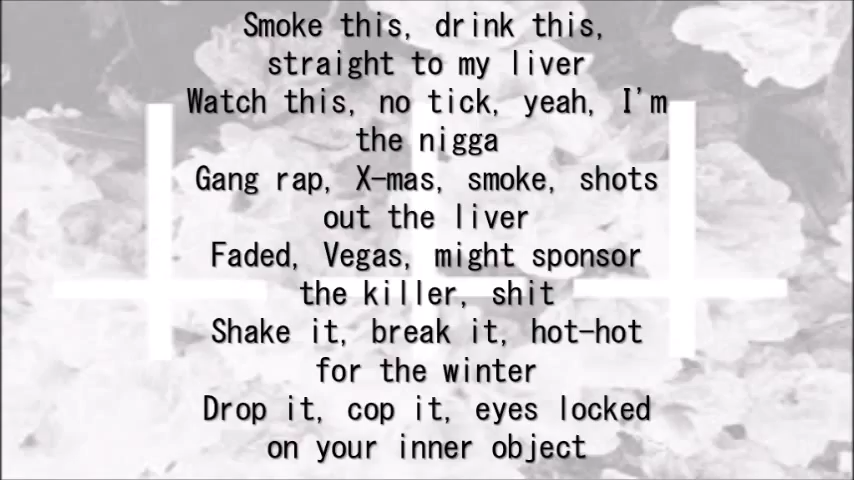 Smoke this, drink this,
straight to my liver
Watch this, no tick, yeah, I'm
the nigga
Gang rap, X-mas, smoke, shots
out the liver
Faded, Vegas, might sponsor
the killer, shit
Shake it, break it, hot-hot
for the winter
Drop it, cop it, eyes locked
on your inner object